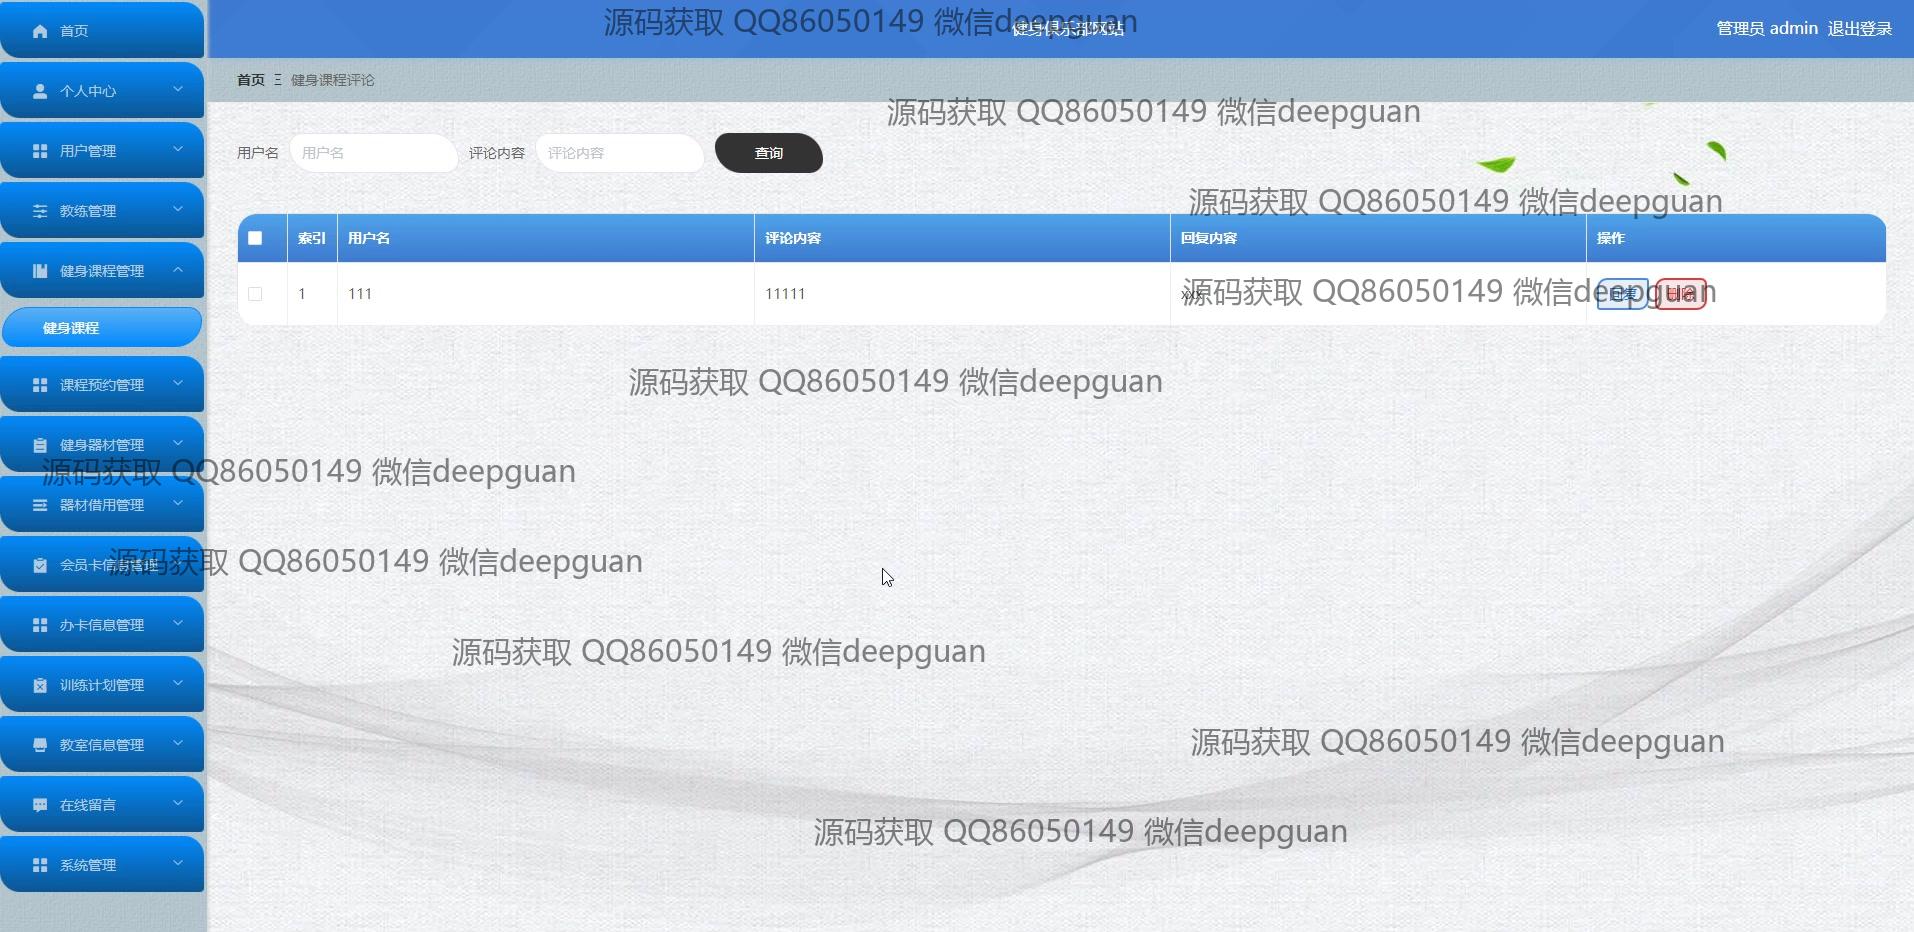 首页
个人中心
用户管理
教练管理
健身课程管理
健身课程
课程预约管理
健身器材管理
器材借用管理
会员卡信息管理
办卡信息管理
训练计划管理
教室信息管理
在线留言
系统管理
源码获取 QQ86050149 微信deepguan
健身俱乐部网站
管理员 admin 退出登录
首页 Ξ 健身课程评论
源码获取 QQ86050149 微信deepguan
用户名 用户名 评论内容 评论内容 查询
源码获取 QQ86050149 微信deepguan
索引 用户名 评论内容 回复内容 操作
1 111 11111 xxx 回复 删除
源码获取 QQ86050149 微信deepguan
源码获取 QQ86050149 微信deepguan
源码获取 QQ86050149 微信deepguan
源码获取 QQ86050149 微信deepguan
源码获取 QQ86050149 微信deepguan
源码获取 QQ86050149 微信deepguan
源码获取 QQ86050149 微信deepguan